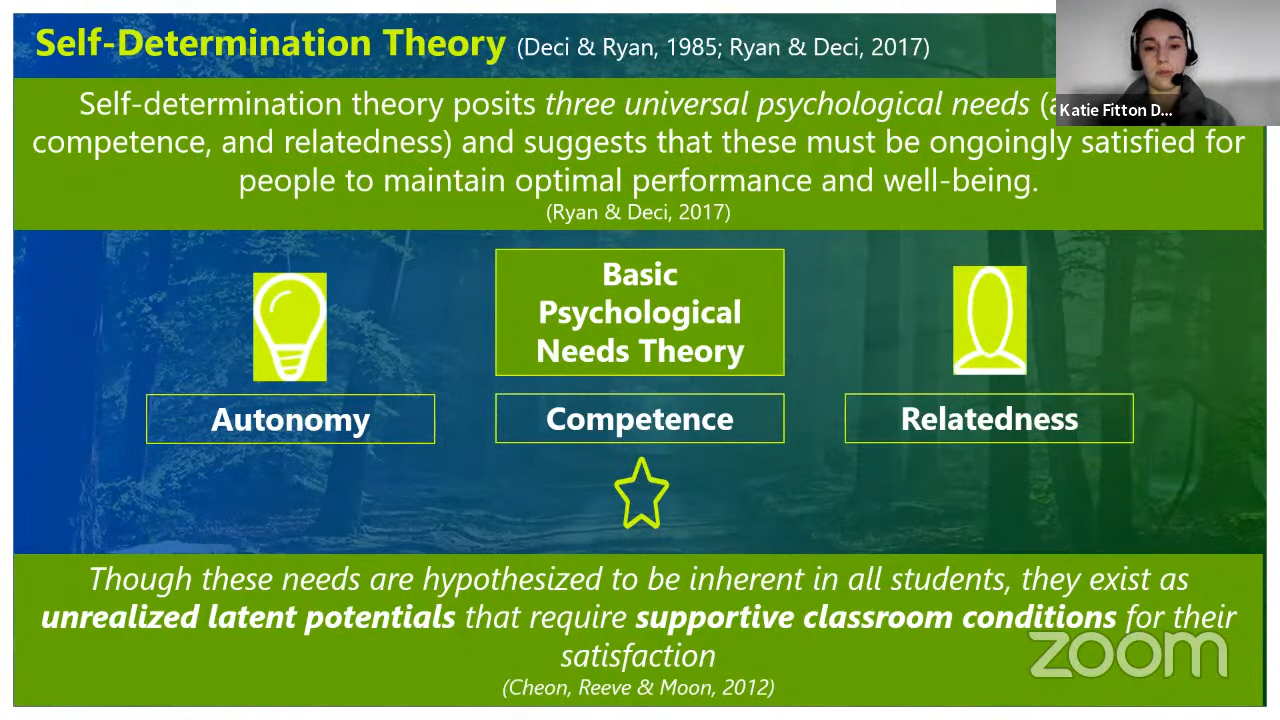 Self-Determination Theory (Deci & Ryan, 1985; Ryan & Deci, 2017)
Self-determination theory posits three universal psychological needs (
Katie Fitton D...
competence, and relatedness) and suggests that these must be ongoingly satisfied for
people to maintain optimal performance and well-being.
(Ryan & Deci, 2017)
Basic
Psychological
Needs Theory
Autonomy
Competence
Relatedness
Though these needs are hypothesized to be inherent in all students, they exist as
unrealized latent potentials that require supportive classroom conditions for their
satisfaction
(Cheon, Reeve & Moon, 2012)
zoom